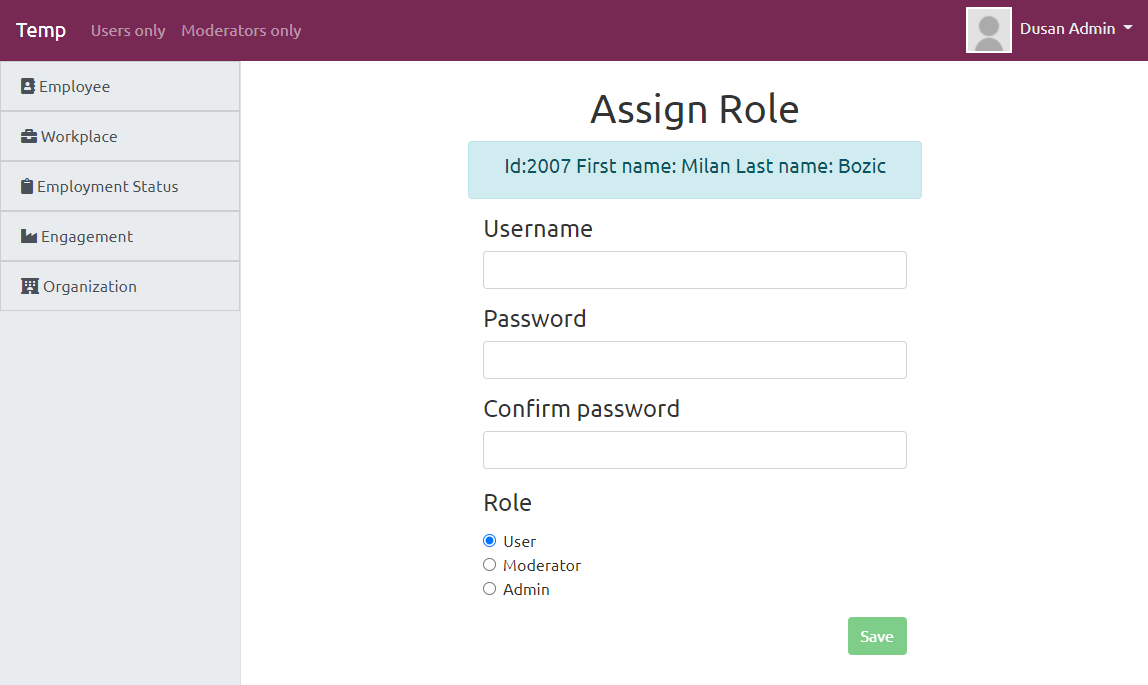 Temp Users only Moderators only Dusan Admin
Employee
Workplace
Employment Status
Engagement
Organization
Assign Role
Id:2007 First name: Milan Last name: Bozic
Username
Password
Confirm password
Role
User
Moderator
Admin
Save